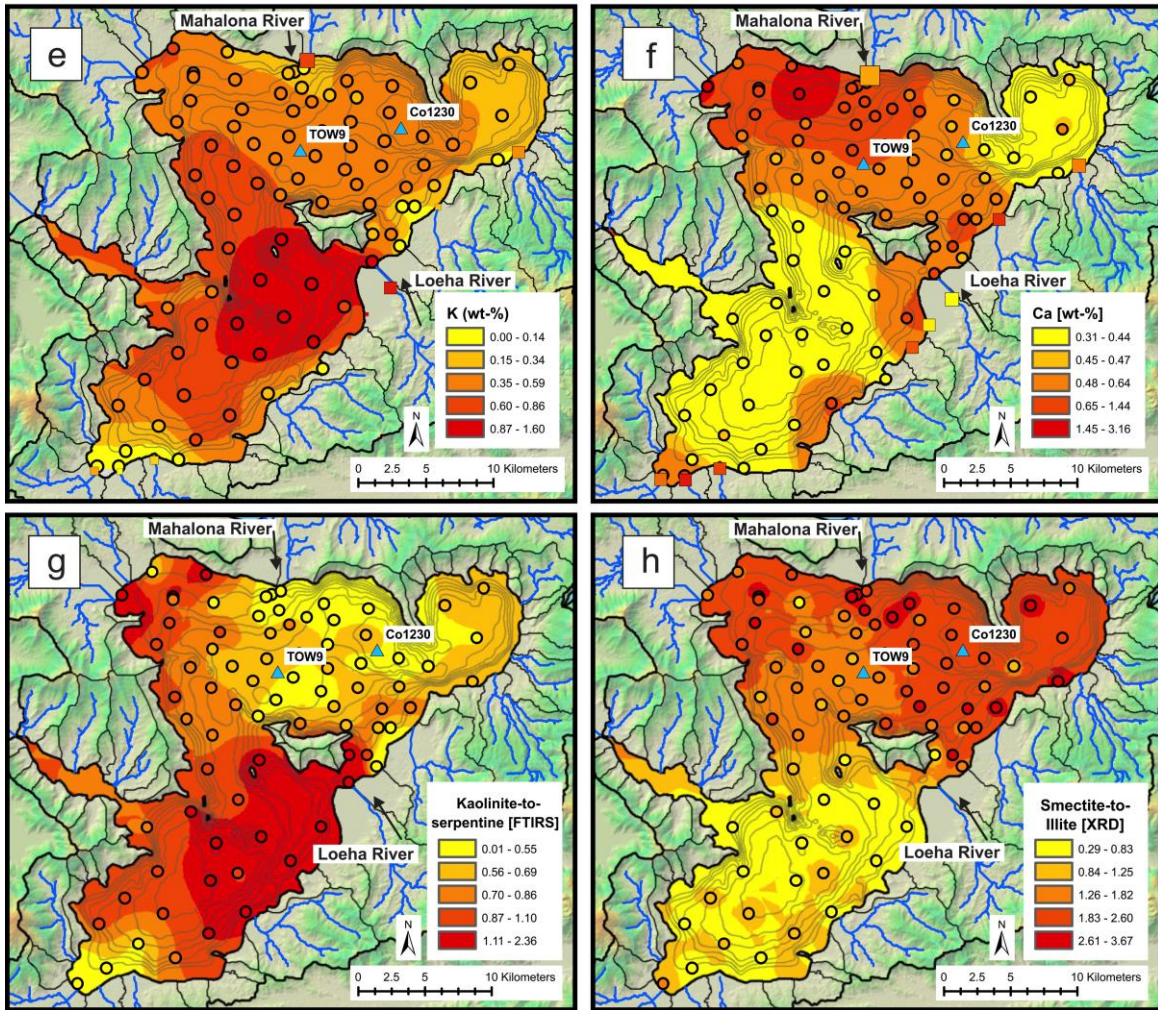 e
Mahalona River
Co1230
TOW9
Loeha River
K (wt-%)
0.00 - 0.14
0.15 - 0.34
0.35 - 0.59
0.60 - 0.86
0.87 - 1.60
N
0 2.5 5 10 Kilometers
f
Mahalona River
Co1230
TOW9
Loeha River
Ca [wt-%]
0.31 - 0.44
0.45 - 0.47
0.48 - 0.64
0.65 - 1.44
1.45 - 3.16
N
0 2.5 5 10 Kilometers
g
Mahalona River
Co1230
TOW9
Loeha River
Kaolinite-to-
serpentine [FTIRS]
0.01 - 0.55
0.56 - 0.69
0.70 - 0.86
0.87 - 1.10
1.11 - 2.36
N
0 2.5 5 10 Kilometers
h
Mahalona River
Co1230
TOW9
Loeha River
Smectite-to-
Illite [XRD]
0.29 - 0.83
0.84 - 1.25
1.26 - 1.82
1.83 - 2.60
2.61 - 3.67
N
0 2.5 5 10 Kilometers